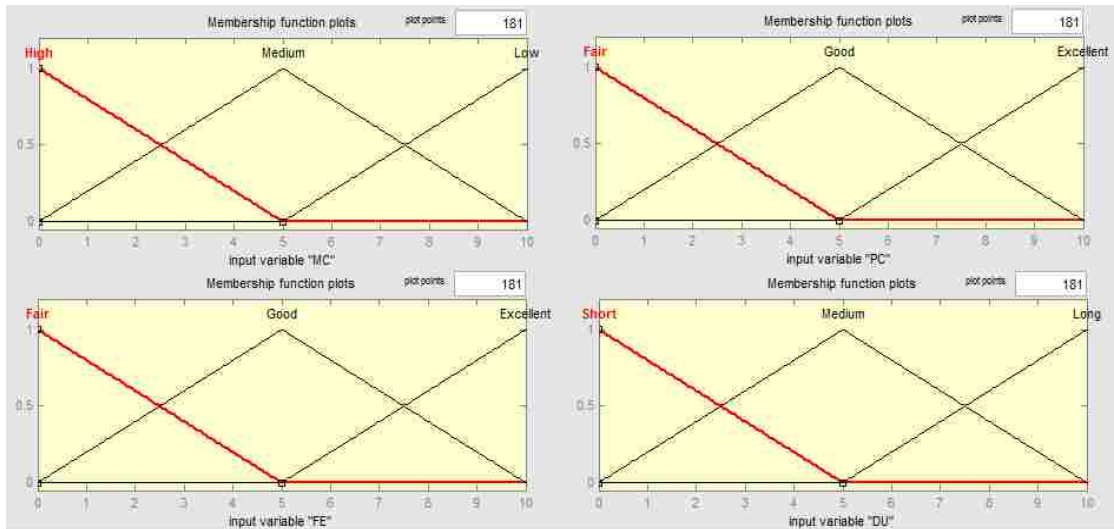 Membership function plots plot points 181
High Medium Low
1
0.5
0
0 1 2 3 4 5 6 7 8 9 10
input variable "MC"
Membership function plots plot points 181
Fair Good Excellent
1
0.5
0
0 1 2 3 4 5 6 7 8 9 10
input variable "PC"
Membership function plots plot points 181
Fair Good Excellent
1
0.5
0
0 1 2 3 4 5 6 7 8 9 10
input variable "FE"
Membership function plots plot points 181
Short Medium Long
1
0.5
0
0 1 2 3 4 5 6 7 8 9 10
input variable "DU"